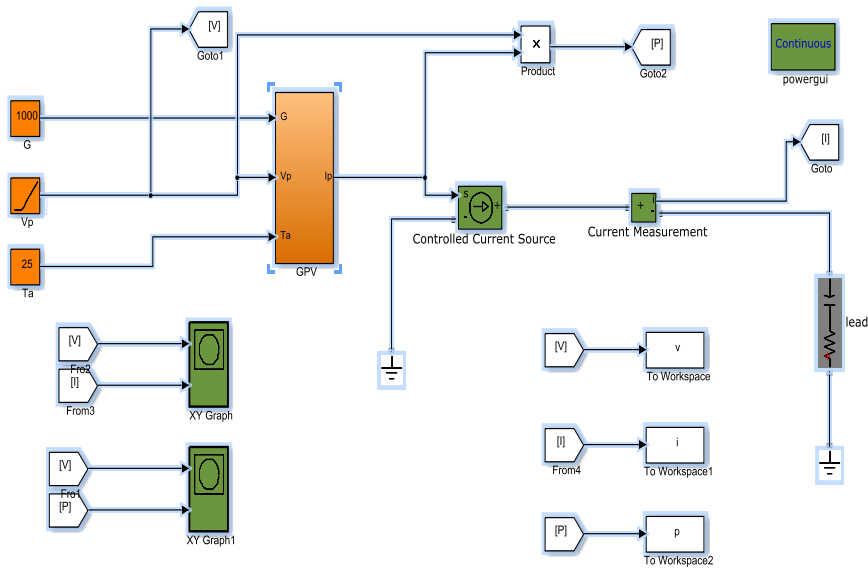 [V]
Goto1
x
Product
[P]
Goto2
Continuous
powergui
1000
G
G
Vp
Vp
Ip
25
Ta
Ta
GPV
s
+
-
Controlled Current Source
+
i
-
Current Measurement
[I]
Goto
lead
[V]
Fro2
[I]
From3
XY Graph
[V]
Fro1
[P]
XY Graph1
[V]
v
To Workspace
[I]
From4
i
To Workspace1
[P]
p
To Workspace2